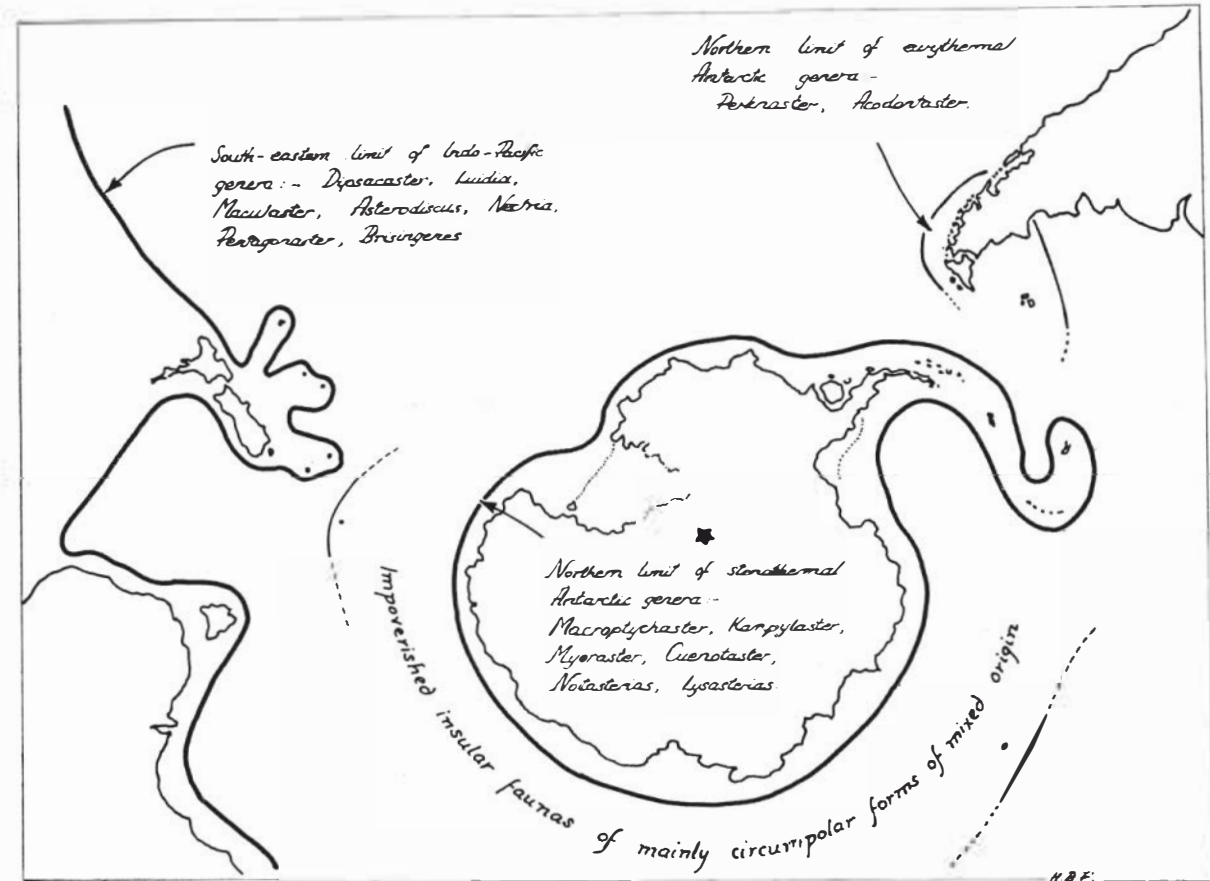 Northern limit of eurythermal
Antarctic genera -
Perknaster, Acodontaster.
South-eastern limit of Indo-Pacific
genera :- Dipsacaster, Luidia,
Maculaster, Asterodiscus, Nectria,
Pentagonaster, Brisingenes
Northern limit of stenothermal
Antarctic genera :-
Macroptychaster, Kampylaster,
Myoraster, Cuenotaster,
Notasterias, Lysasterias
Impoverished insular faunas of mainly circumpolar forms of mixed origin
H.B.F.